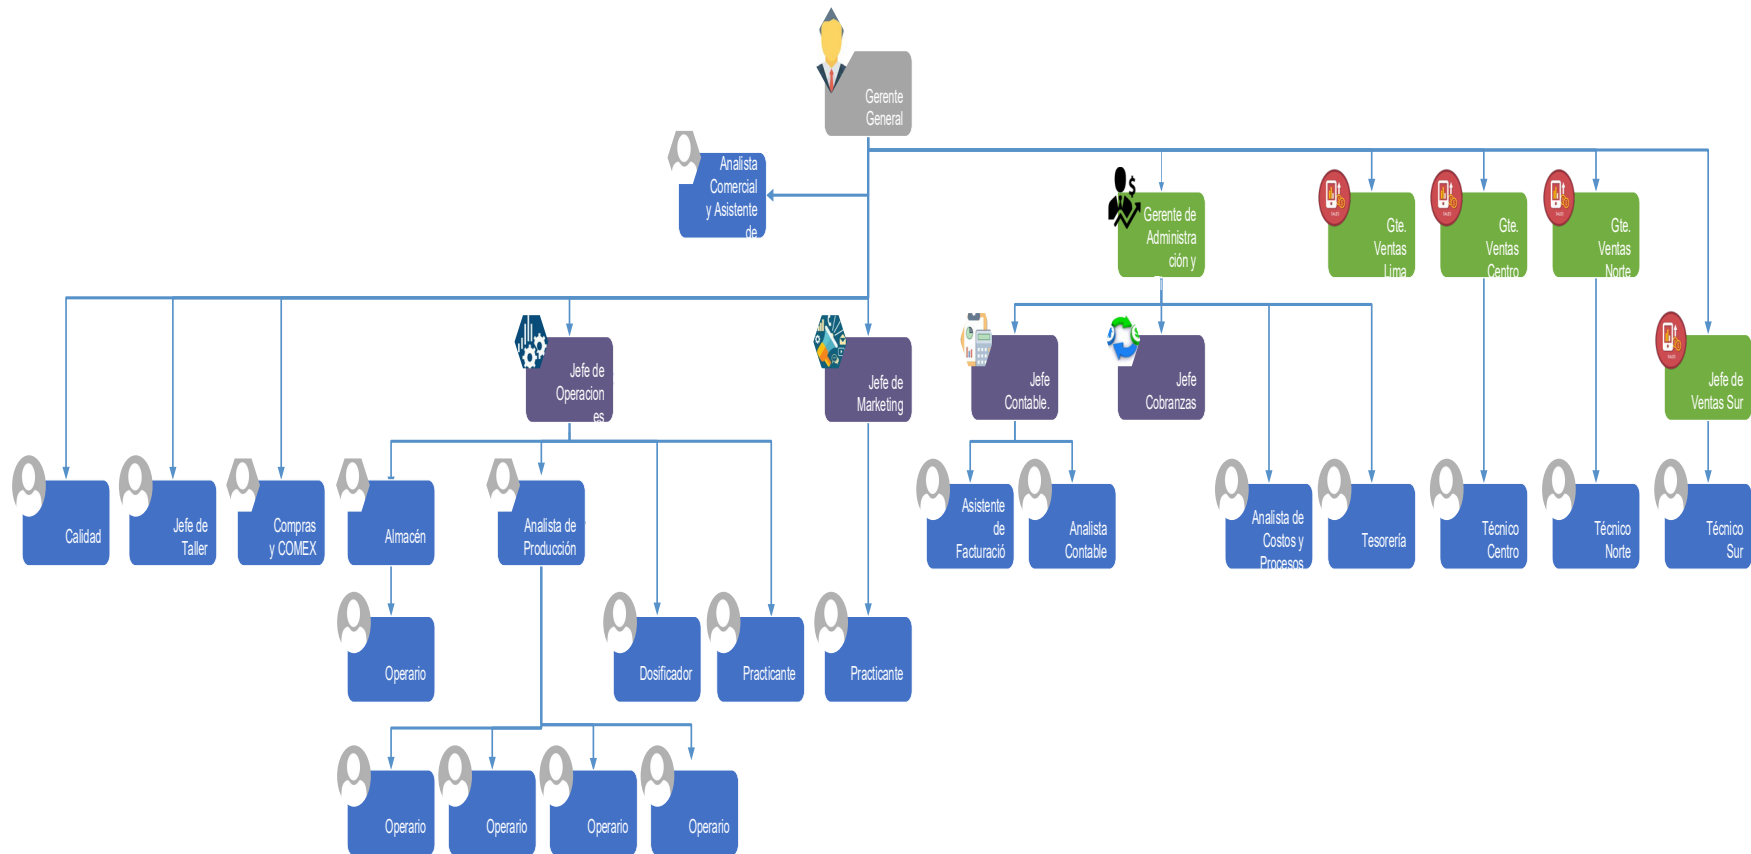 Gerente
General
Analista
Comercial
y Asistente
de
$
Gerente de
Administra
ción y
Gte.
Ventas
Lima
Gte.
Ventas
Centro
Gte.
Ventas
Norte
Jefe de
Operacion
es
Jefe de
Marketing
Jefe
Contable.
Jefe
Cobranzas
Jefe de
Ventas Sur
Calidad
Jefe de
Taller
Compras
y COMEX
Almacén
Analista de
Producción
Asistente
de
Facturació
Analista
Contable
Analista de
Costos y
Procesos
Tesorería
Técnico
Centro
Técnico
Norte
Técnico
Sur
Operario
Dosificador
Practicante
Practicante
Operario
Operario
Operario
Operario